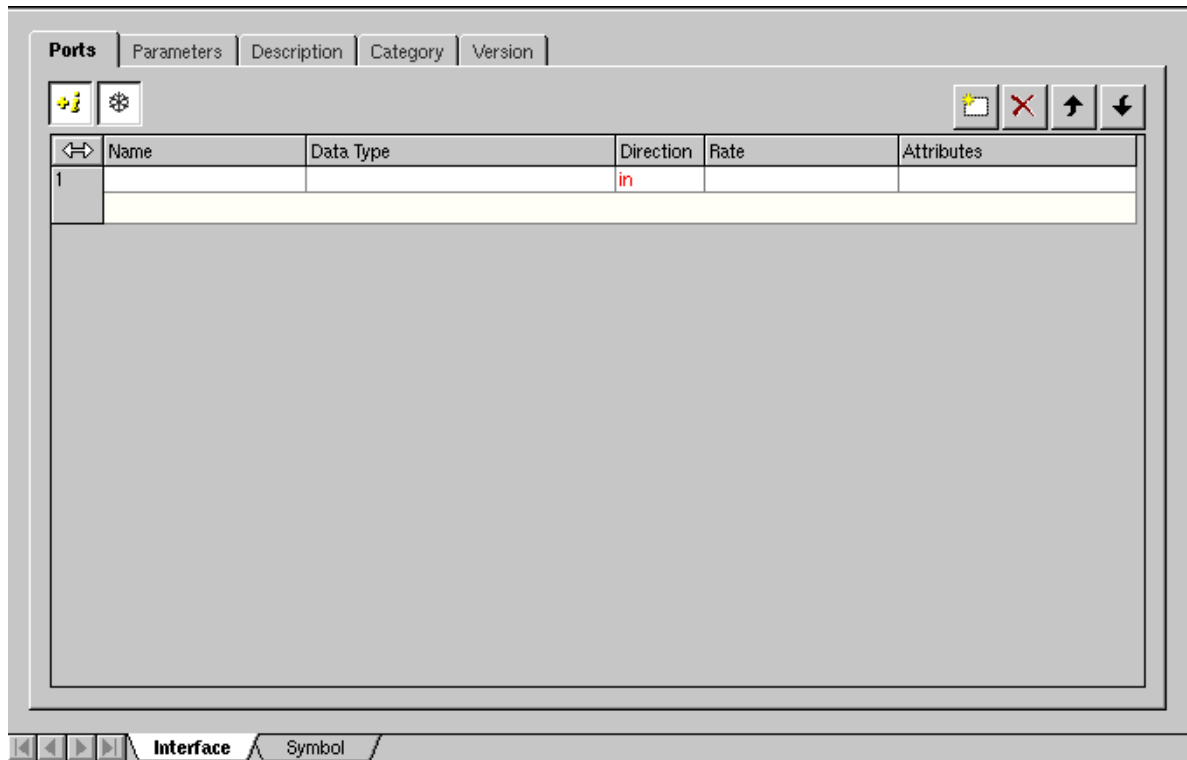 Ports Parameters Description Category Version
+i
Name Data Type Direction Rate Attributes
1 in
Interface Symbol